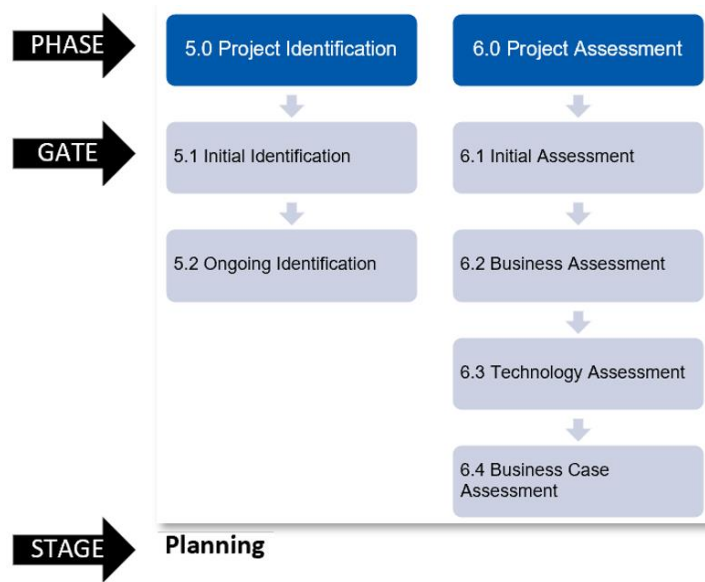 PHASE
5.0 Project Identification
6.0 Project Assessment
GATE
5.1 Initial Identification
6.1 Initial Assessment
5.2 Ongoing Identification
6.2 Business Assessment
6.3 Technology Assessment
6.4 Business Case
Assessment
STAGE
Planning